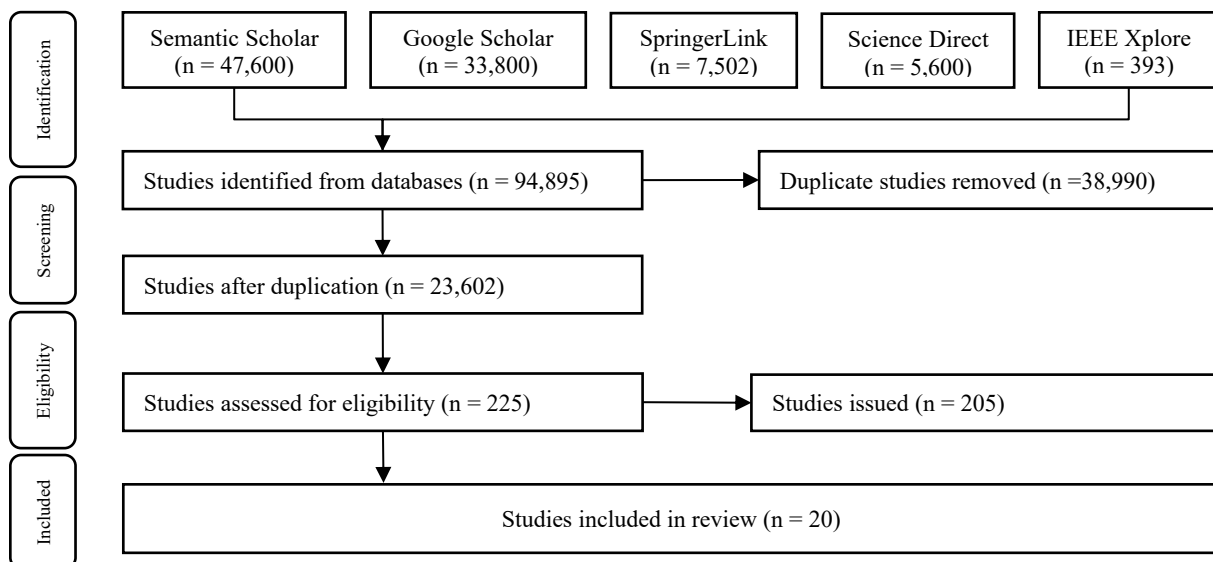 Identification
Semantic Scholar
(n = 47,600)
Google Scholar
(n = 33,800)
SpringerLink
(n = 7,502)
Science Direct
(n = 5,600)
IEEE Xplore
(n = 393)
Studies identified from databases (n = 94,895)
Duplicate studies removed (n =38,990)
Screening
Studies after duplication (n = 23,602)
Eligibility
Studies assessed for eligibility (n = 225)
Studies issued (n = 205)
Included
Studies included in review (n = 20)